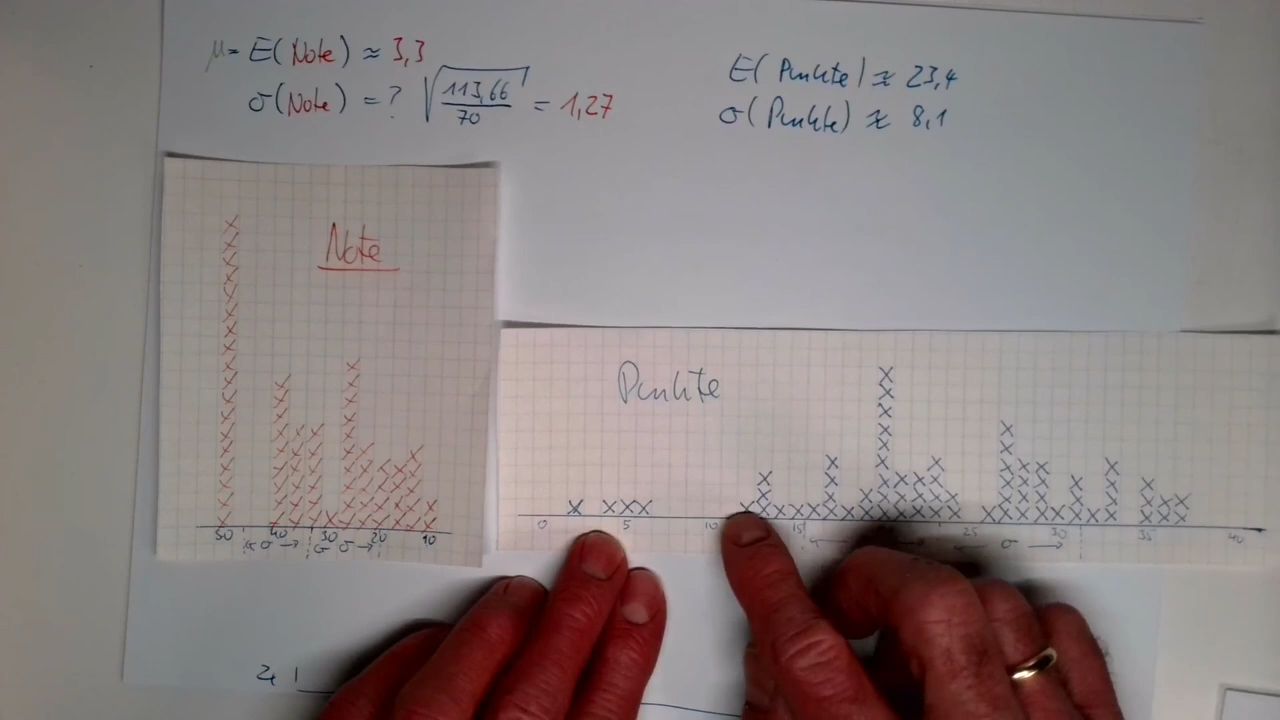 μ= E(Note) ≈ 3,3
σ(Note) = ? √113,66/70 = 1,27
E(Punkte) ≈ 23,4
σ(Punkte) ≈ 8,1
Note
50 40 30 20 10
σ σ
Punkte
0 5 10 15 25 30 35 40
σ